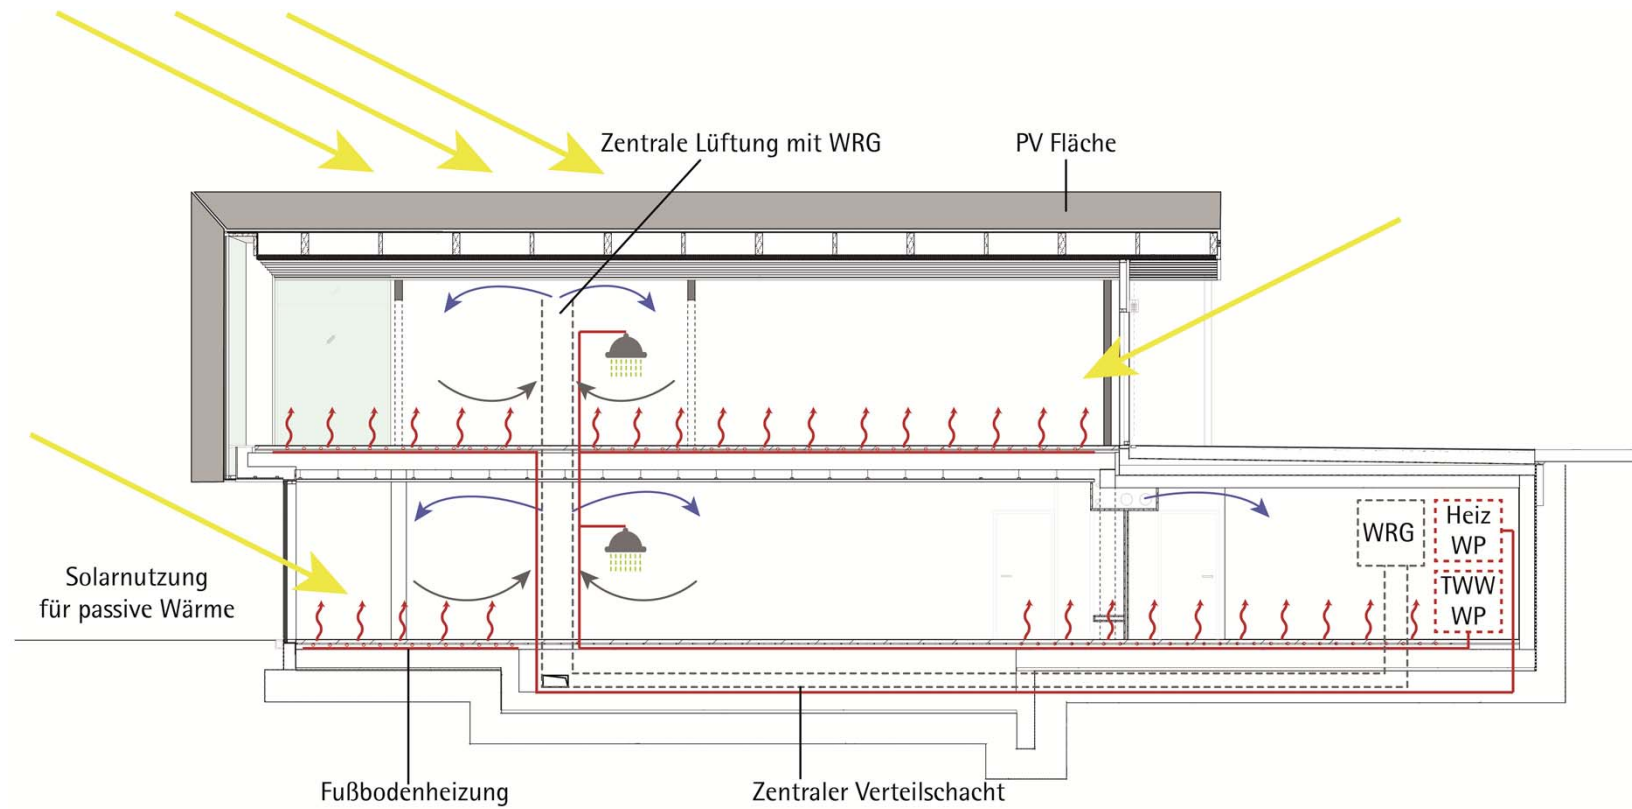 Zentrale Lüftung mit WRG
PV Fläche
WRG
Heiz
WP
TWW
WP
Solarnutzung
für passive Wärme
Fußbodenheizung
Zentraler Verteilschacht